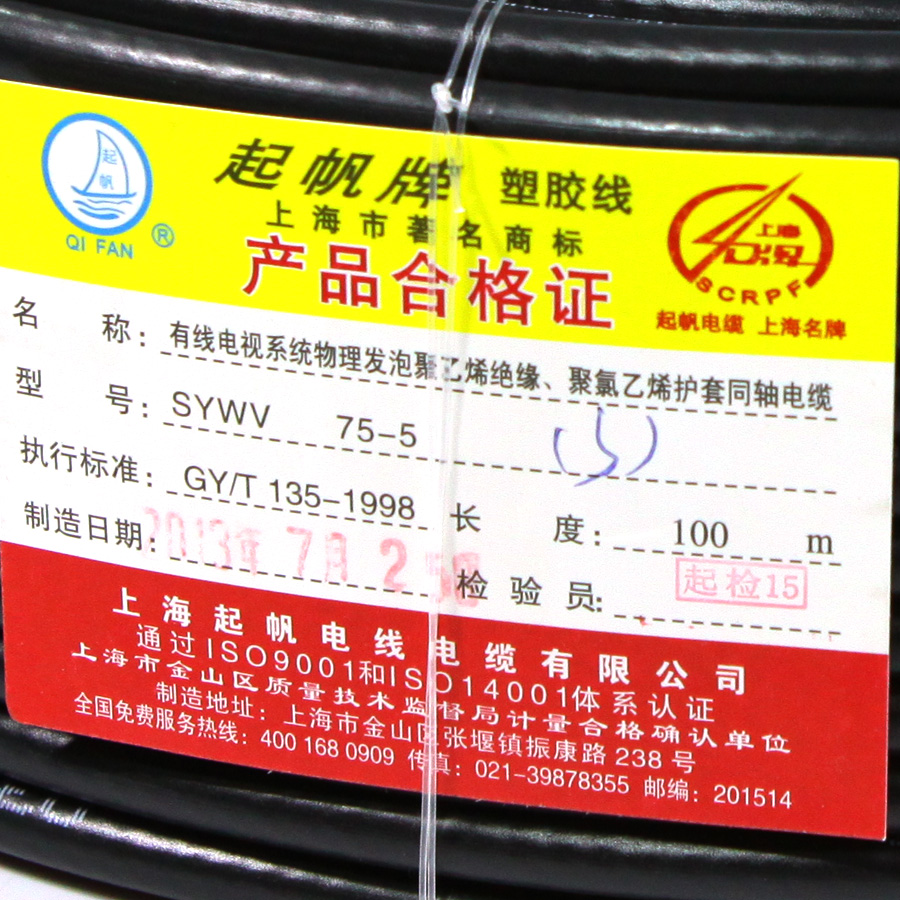 起帆
QI FAN ®
起帆牌 塑胶线
上海市著名商标
产品合格证
上海
SCRPF
起帆电缆 上海名牌
名 称: 有线电视系统物理发泡聚乙烯绝缘、聚氯乙烯护套同轴电缆
型 号: SYWV 75-5 (5)
执行标准: GY/T 135-1998
长 度: 100 m
制造日期: 2013年 7月 2
检 验 员: 起检15
上海起帆电线电缆有限公司
通过ISO9001和ISO14001体系认证
上海市金山区质量技术监督局计量合格确认单位
制造地址: 上海市金山区张堰镇振康路238号
全国免费服务热线: 400 168 0909 传真: 021-39878355 邮编: 201514